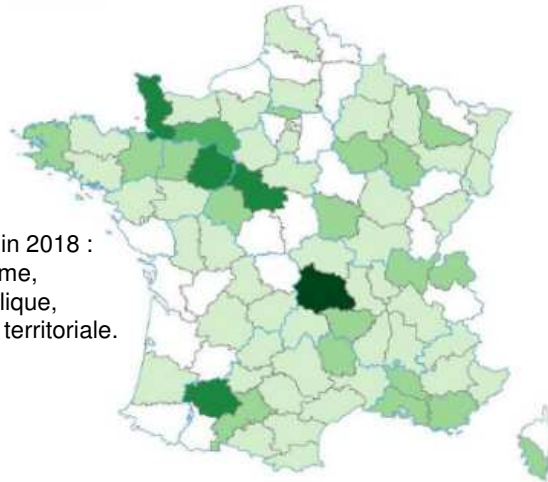 in 2018 :
me,
lique,
territoriale.